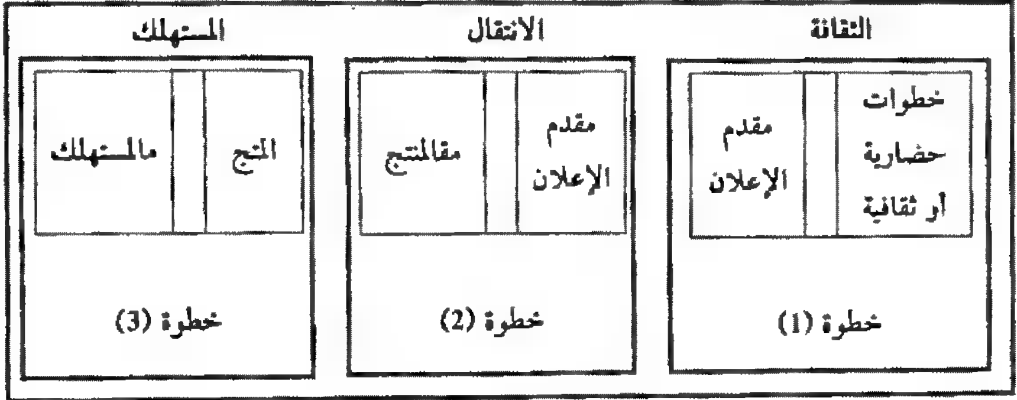 الثقافة
خطوات
حضارية
أو ثقافية
مقدم
الإعلان
خطوة (1)
الانتقال
مقدم
الإعلان
مقالمنتج
خطوة (2)
المستهلك
المتج
مالمستهلك
خطوة (3)